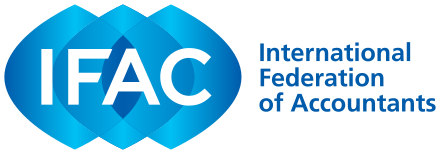 IFAC
International
Federation
of Accountants